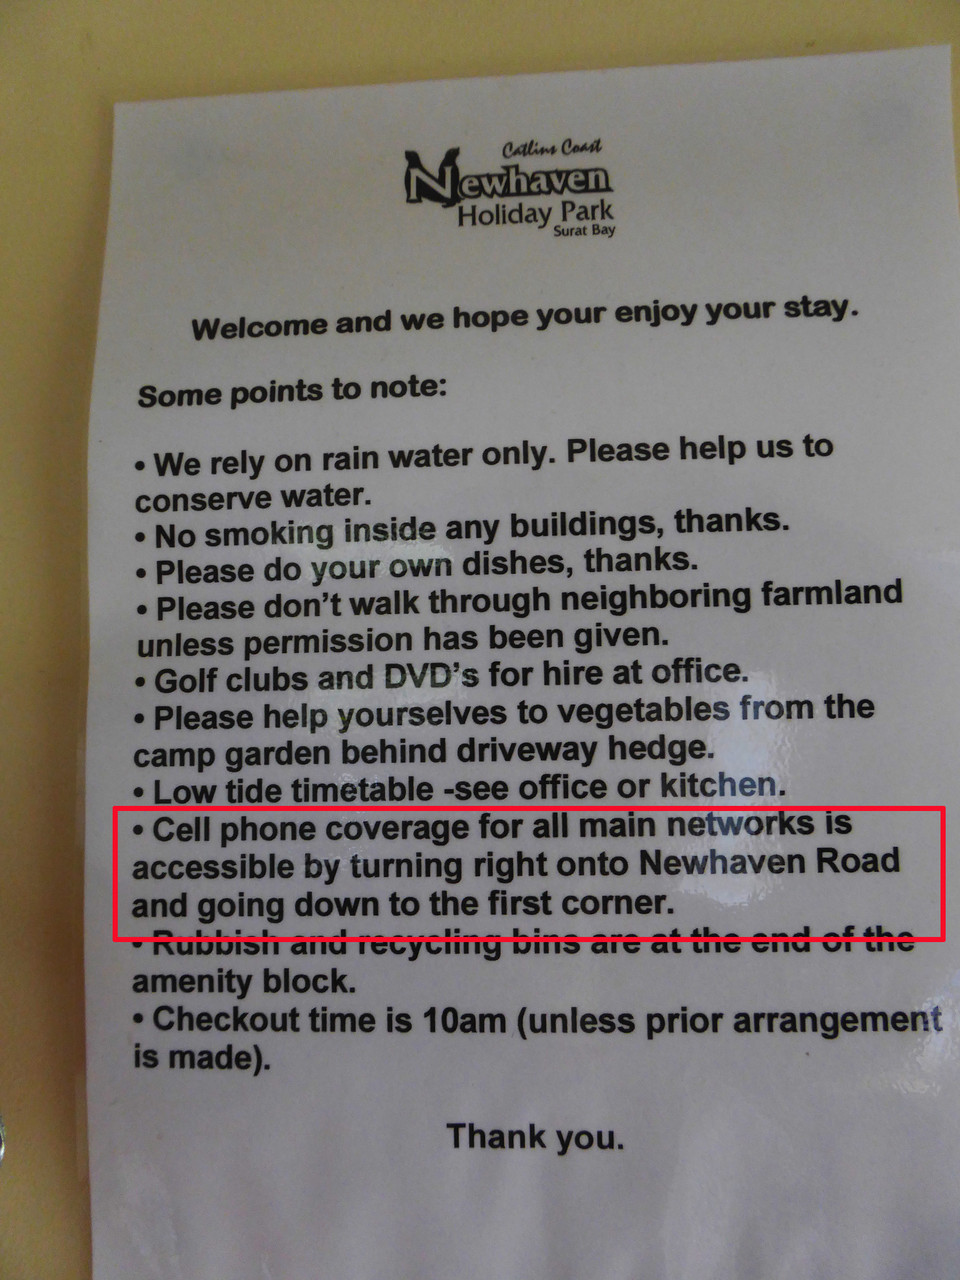 Catlins Coast
Newhaven
Holiday Park
Surat Bay
Welcome and we hope your enjoy your stay.
Some points to note:
• We rely on rain water only. Please help us to
conserve water.
• No smoking inside any buildings, thanks.
• Please do your own dishes, thanks.
• Please don't walk through neighboring farmland
unless permission has been given.
• Golf clubs and DVD's for hire at office.
• Please help yourselves to vegetables from the
camp garden behind driveway hedge.
• Low tide timetable -see office or kitchen.
• Cell phone coverage for all main networks is
accessible by turning right onto Newhaven Road
and going down to the first corner.
• Rubbish and recycling bins are at the end of the
amenity block.
• Checkout time is 10am (unless prior arrangement
is made).
Thank you.